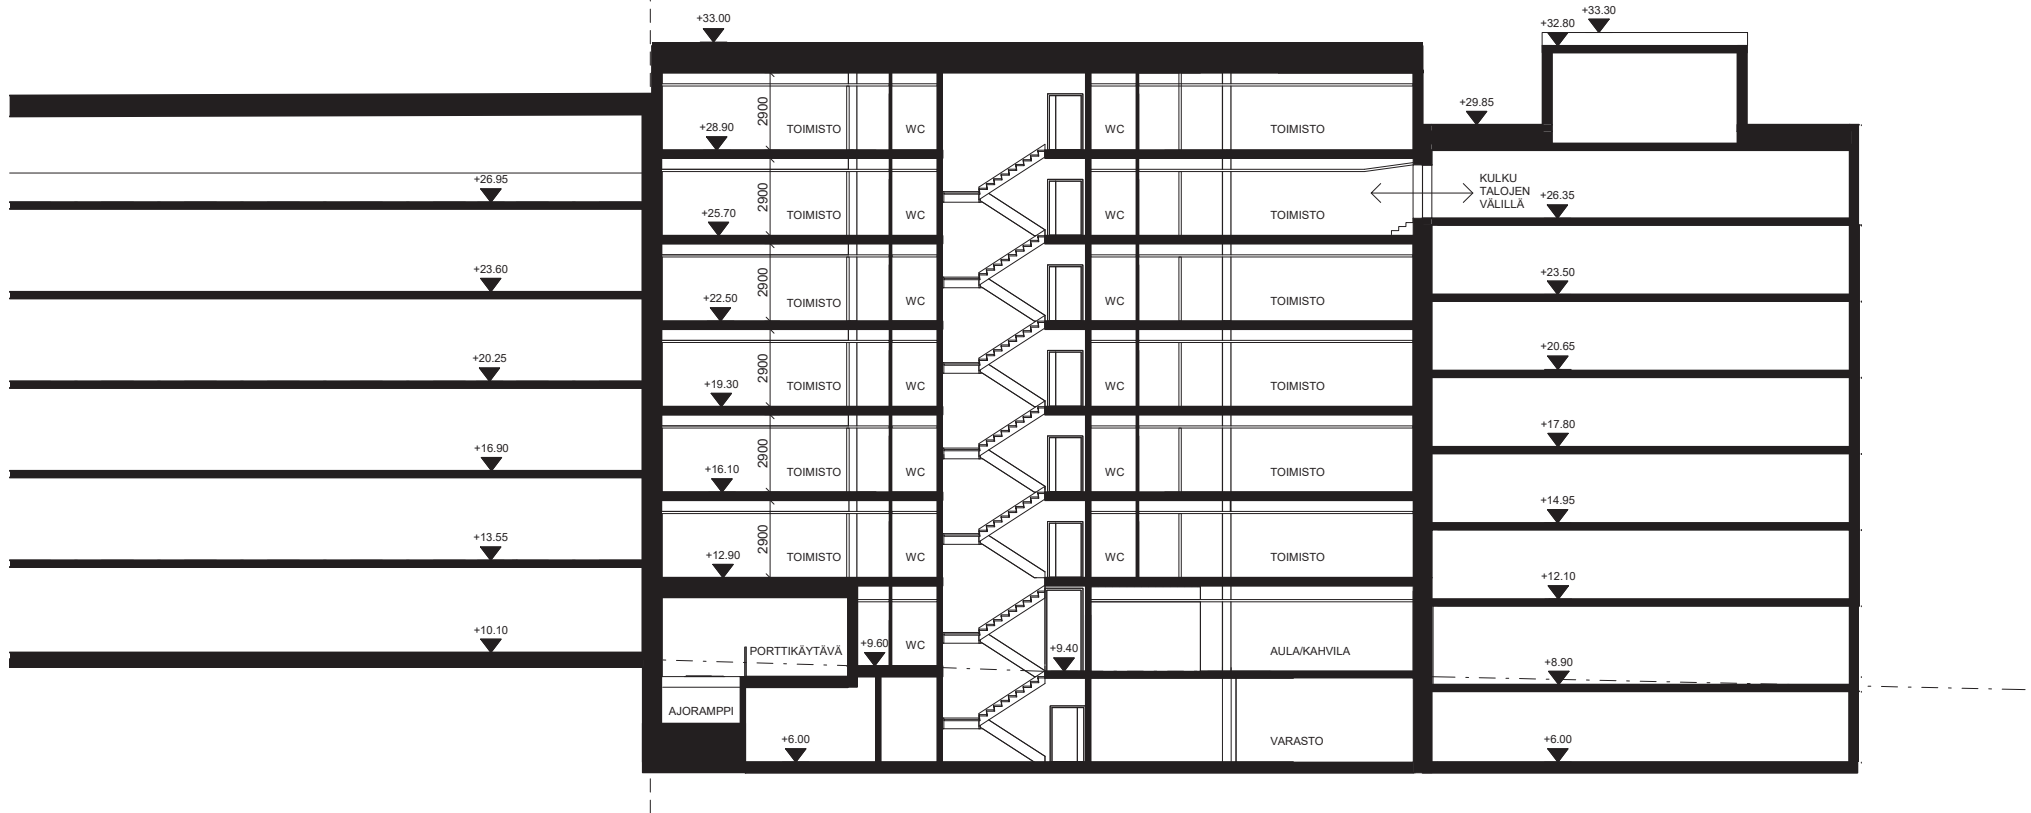 +33.00
+33.30
+32.80
+29.85
2900
TOIMISTO
WC
WC
TOIMISTO
+28.90
+26.95
KULKU
TALOJEN
VÄLILLÄ
+26.35
2900
+25.70
TOIMISTO
WC
WC
TOIMISTO
+23.60
+23.50
2900
+22.50
TOIMISTO
WC
WC
TOIMISTO
+20.25
+20.65
2900
+19.30
TOIMISTO
WC
WC
TOIMISTO
+16.90
+17.80
2900
+16.10
TOIMISTO
WC
WC
TOIMISTO
+14.95
+13.55
2900
+12.90
TOIMISTO
WC
WC
TOIMISTO
+12.10
+10.10
PORTTIKÄYTÄVÄ
+9.60
WC
+9.40
AULA/KAHVILA
+8.90
AJORAMPPI
+6.00
VARASTO
+6.00